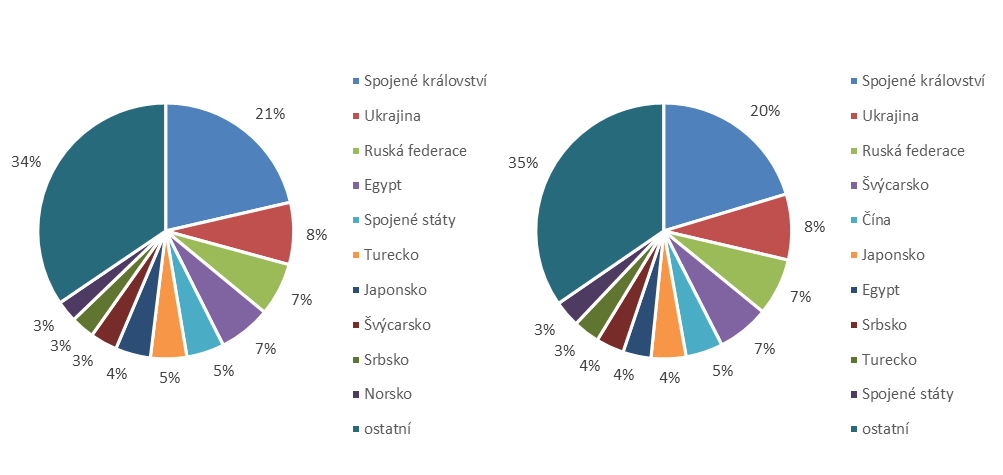 21%
8%
7%
7%
5%
5%
4%
3%
3%
3%
34%
Spojené království
Ukrajina
Ruská federace
Egypt
Spojené státy
Turecko
Japonsko
Švýcarsko
Srbsko
Norsko
ostatní
20%
8%
7%
7%
5%
4%
4%
4%
3%
3%
35%
Spojené království
Ukrajina
Ruská federace
Švýcarsko
Čína
Japonsko
Egypt
Srbsko
Turecko
Spojené státy
ostatní